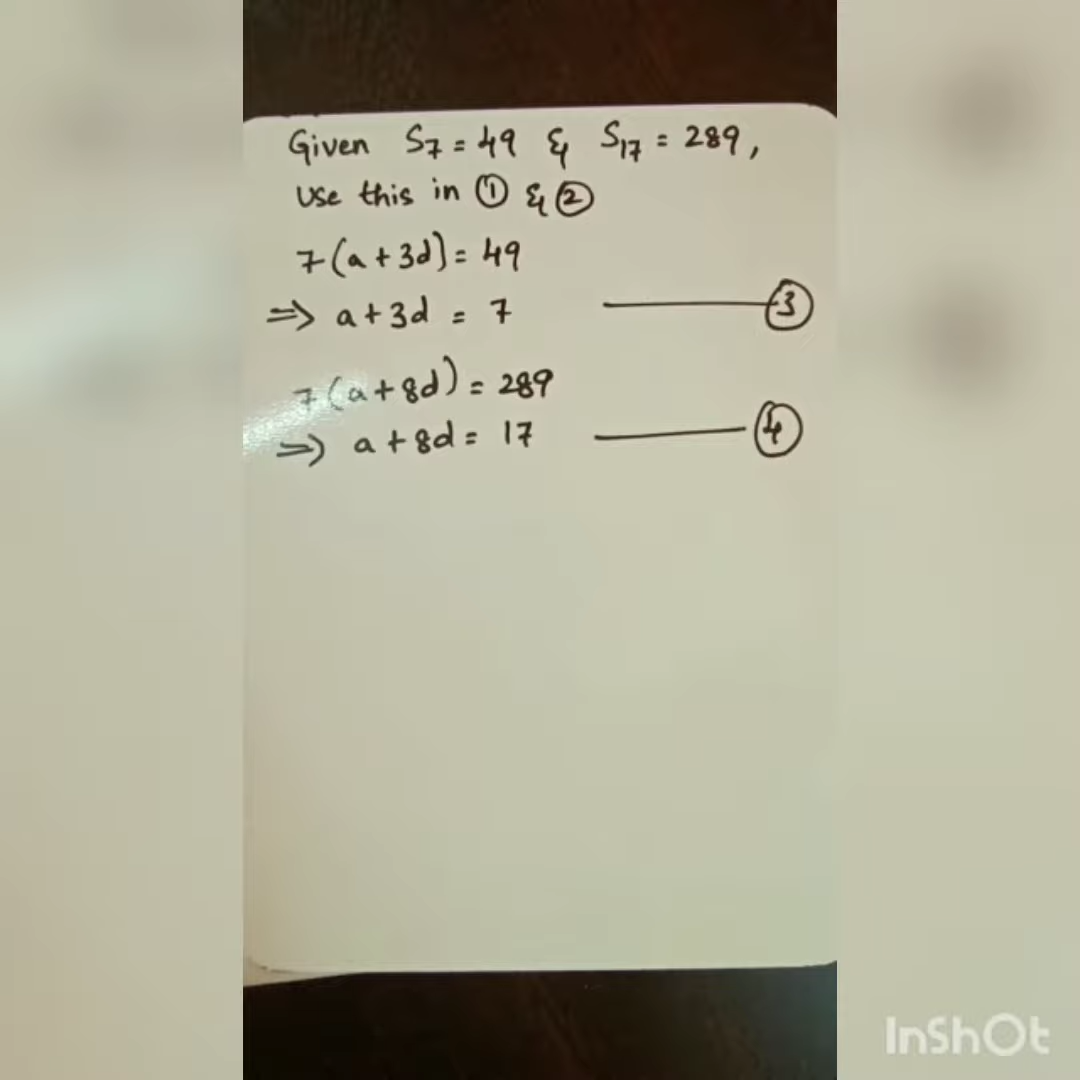 Given S₇ = 49 & S₁₇ = 289,
Use this in ① & ②
7(a + 3d) = 49
⇒ a + 3d = 7 ——— ③
7(a + 8d) = 289
⇒ a + 8d = 17 ——— ④
InShOt